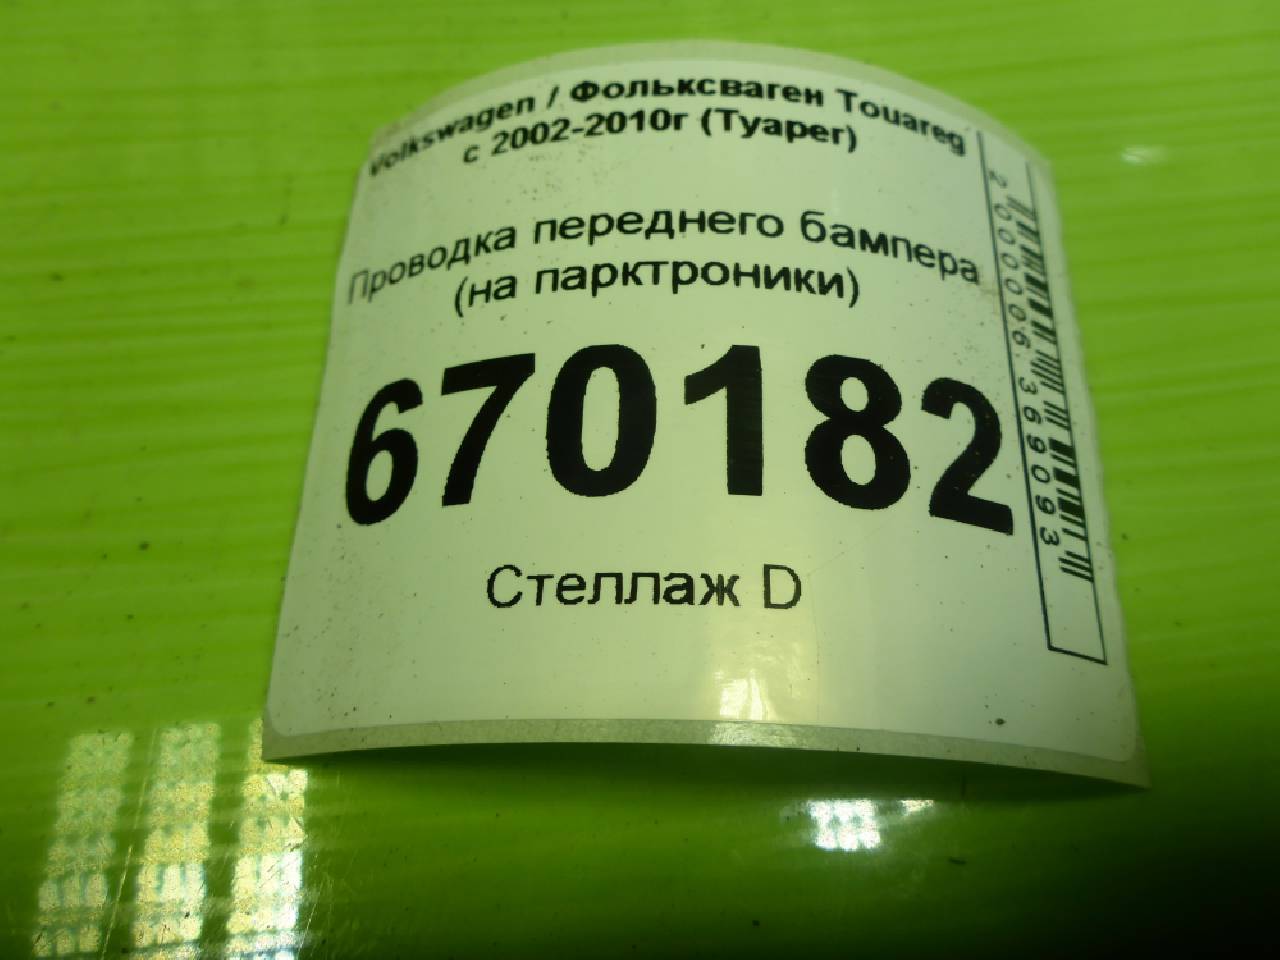 Volkswagen / Фольксваген Touareg
с 2002-2010г (Туарег)
Проводка переднего бампера
(на парктроники)
670182
Стеллаж D
2000006369093